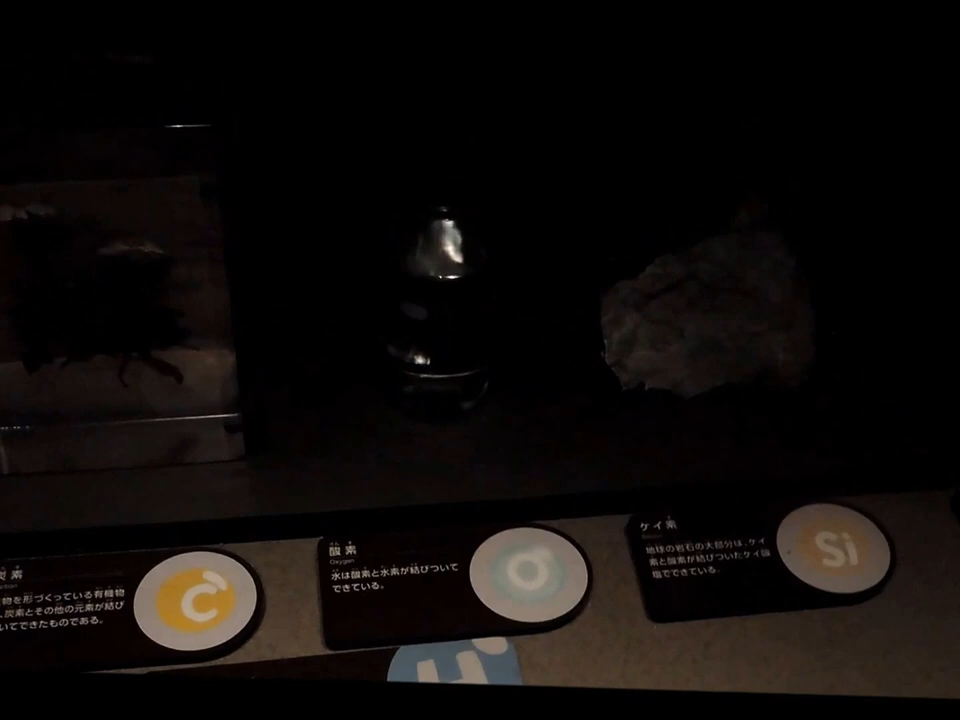 炭素
物を形づくっている有機物
、炭素とその他の元素が結び
いてできたものである。
C
酸素
Oxygen
水は酸素と水素が結びついて
できている。
O
ケイ素
Silicon
地球の岩石の大部分は、ケイ
素と酸素が結びついたケイ酸
塩でできている。
Si
H